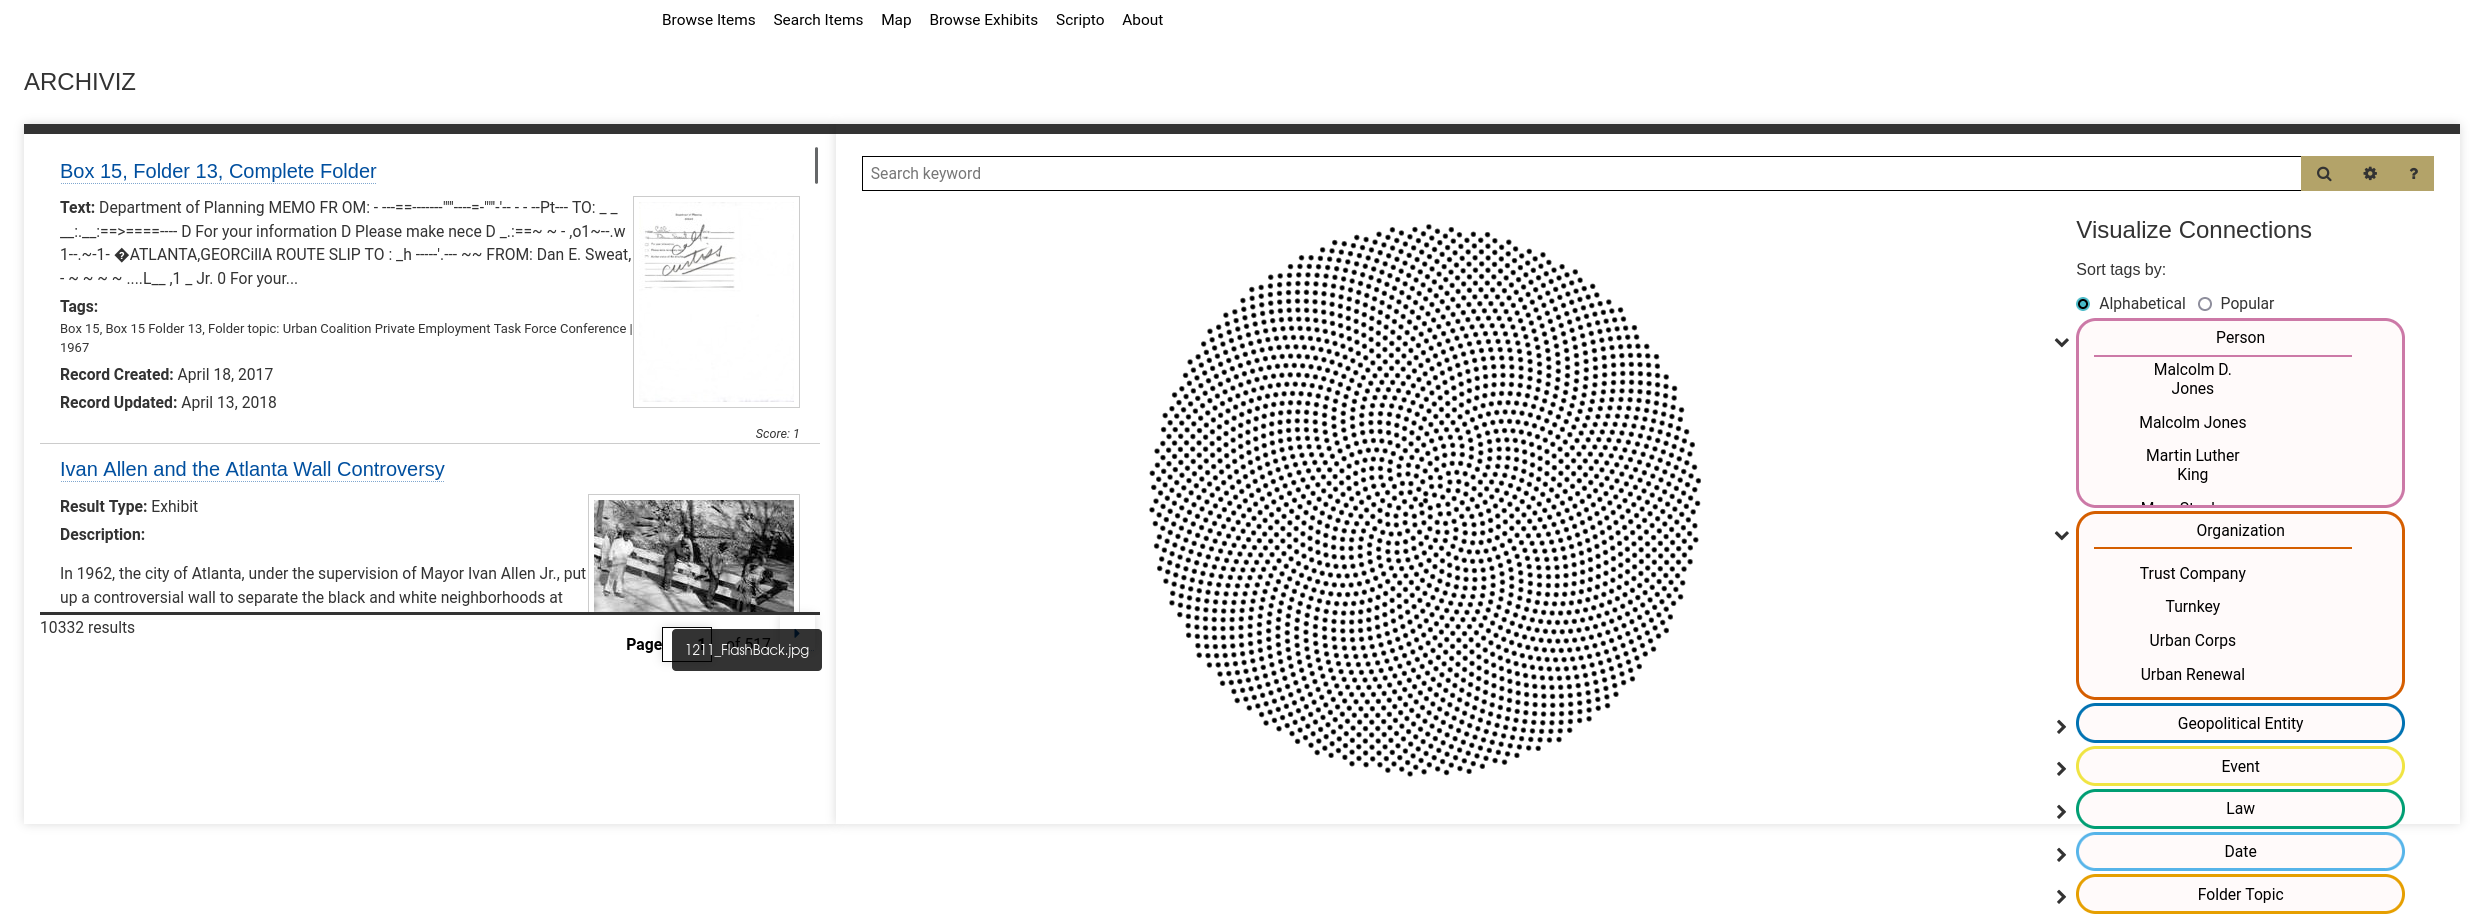 Browse Items Search Items Map Browse Exhibits Scripto About
ARCHIVIZ
Box 15, Folder 13, Complete Folder
Text: Department of Planning MEMO FR OM: - ---==-------"""----=-"""-'-- - - --Pt--- TO: _ _
__:.__:==>====---- D For your information D Please make nece D _.:==~ ~ - ,o1~--.w
1--.~-1- �ATLANTA,GEORCillA ROUTE SLIP TO : _h -----'.--- ~~ FROM: Dan E. Sweat,
- ~ ~ ~ ~ ....L__ ,1 _ Jr. 0 For your...
Tags:
Box 15, Box 15 Folder 13, Folder topic: Urban Coalition Private Employment Task Force Conference |
1967
Record Created: April 18, 2017
Record Updated: April 13, 2018
call
curtiss
Score: 1
Ivan Allen and the Atlanta Wall Controversy
Result Type: Exhibit
Description:
In 1962, the city of Atlanta, under the supervision of Mayor Ivan Allen Jr., put
up a controversial wall to separate the black and white neighborhoods at
10332 results
Page 1 of 517
1211_FlashBack.jpg
Search keyword
?
Visualize Connections
Sort tags by:
Alphabetical Popular
Person
Malcolm D.
Jones
Malcolm Jones
Martin Luther
King
Organization
Trust Company
Turnkey
Urban Corps
Urban Renewal
Geopolitical Entity
Event
Law
Date
Folder Topic